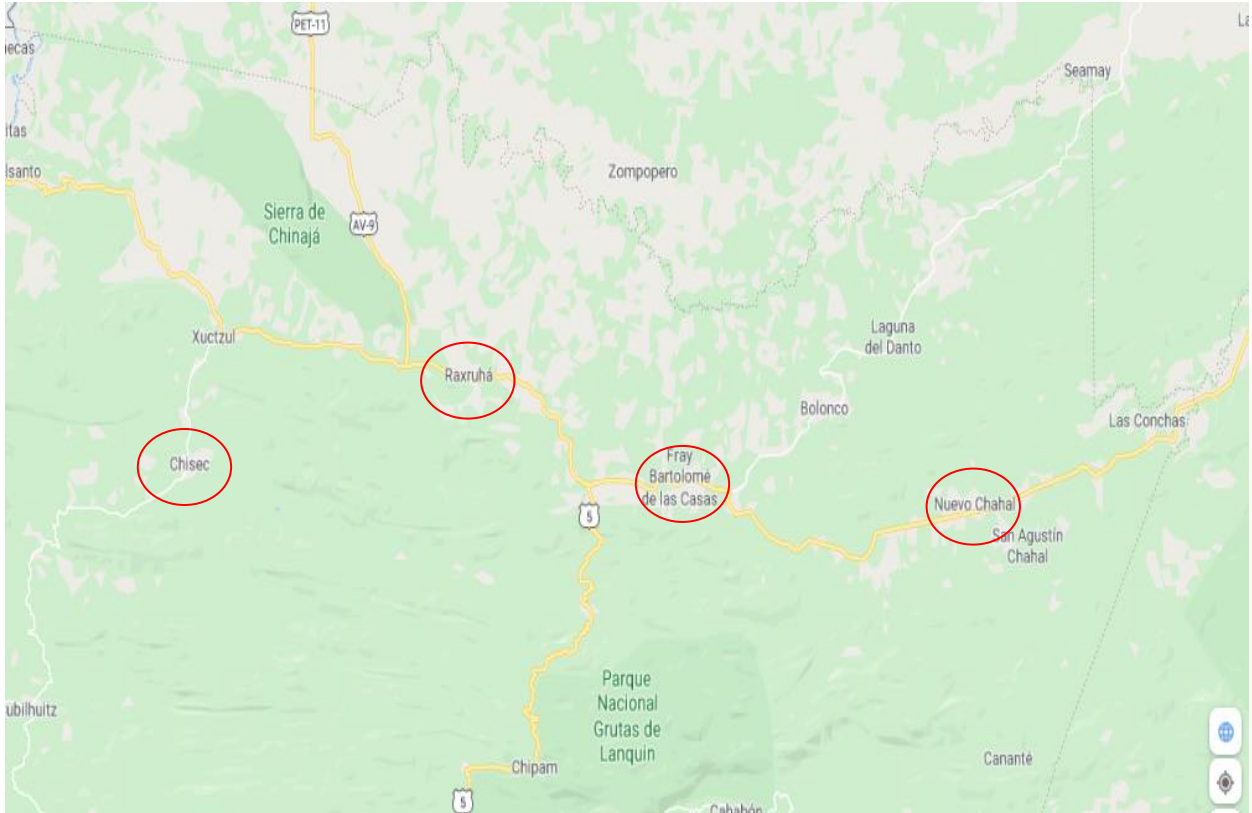 PET-11
ecas
La
Seamay
itas
lsanto
Zompopero
Sierra de
Chinajá
AV-9
Xuctzul
Laguna
del Danto
Raxruhá
Bolonco
Las Conchas
Chisec
Fray
Bartolomé
de las Casas
Nuevo Chahal
5
San Agustín
Chahal
Parque
Nacional
Grutas de
Lanquin
ubilhuitz
Chipam
Cananté
5
Cahabón